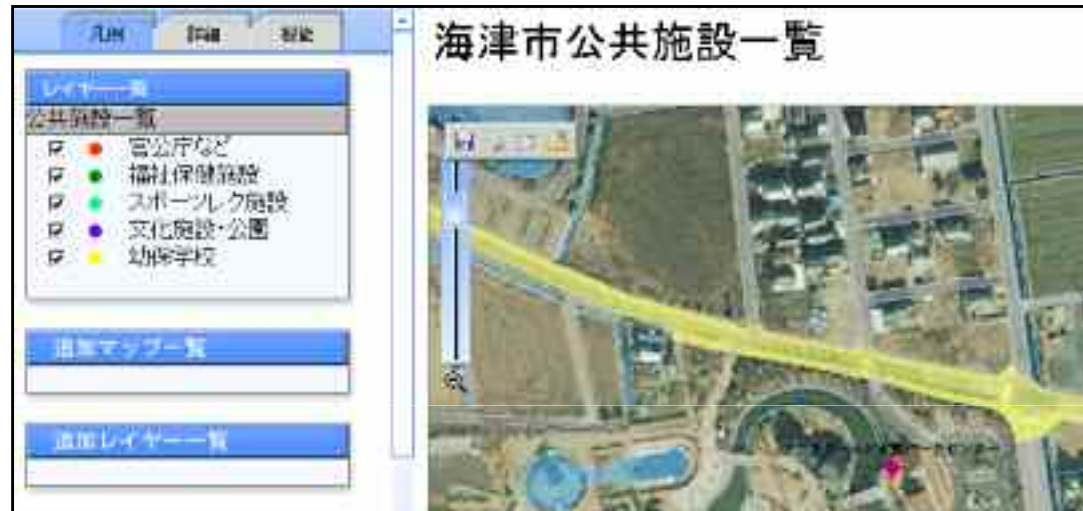 凡例 詳細 機能
海津市公共施設一覧
レイヤー一覧
公共施設一覧
官公庁など
福祉保健施設
スポーツレク施設
文化施設・公園
幼保学校
追加マップ一覧
追加レイヤー一覧